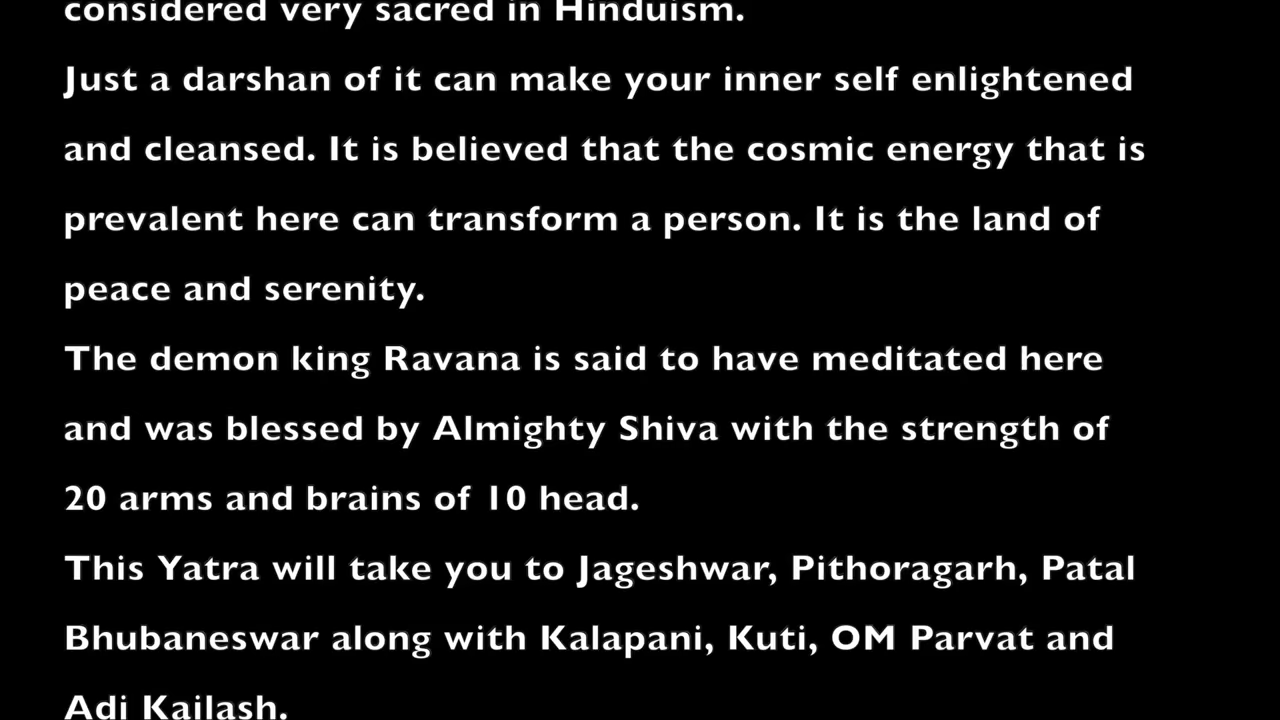 considered very sacred in Hinduism.
Just a darshan of it can make your inner self enlightened
and cleansed. It is believed that the cosmic energy that is
prevalent here can transform a person. It is the land of
peace and serenity.
The demon king Ravana is said to have meditated here
and was blessed by Almighty Shiva with the strength of
20 arms and brains of 10 head.
This Yatra will take you to Jageshwar, Pithoragarh, Patal
Bhubaneswar along with Kalapani, Kuti, OM Parvat and
Adi Kailash.